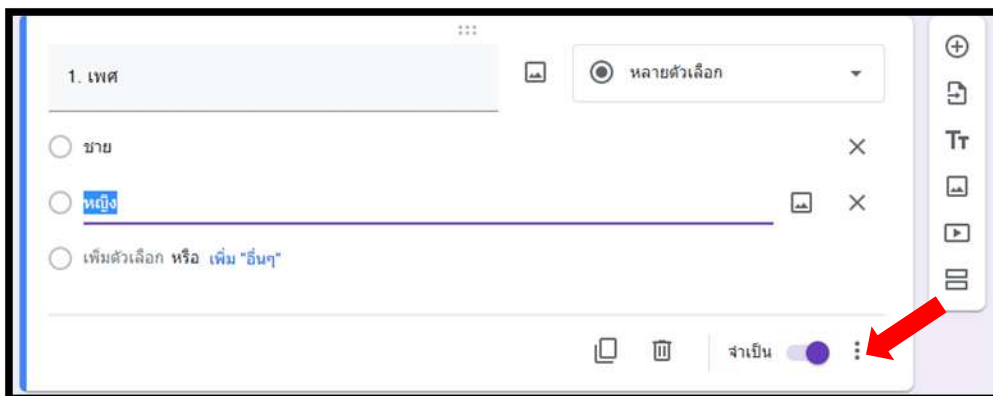 1. เพศ
หลายตัวเลือก
ชาย
หญิง
เพิ่มตัวเลือก หรือ เพิ่ม "อื่นๆ"
จำเป็น
Tт